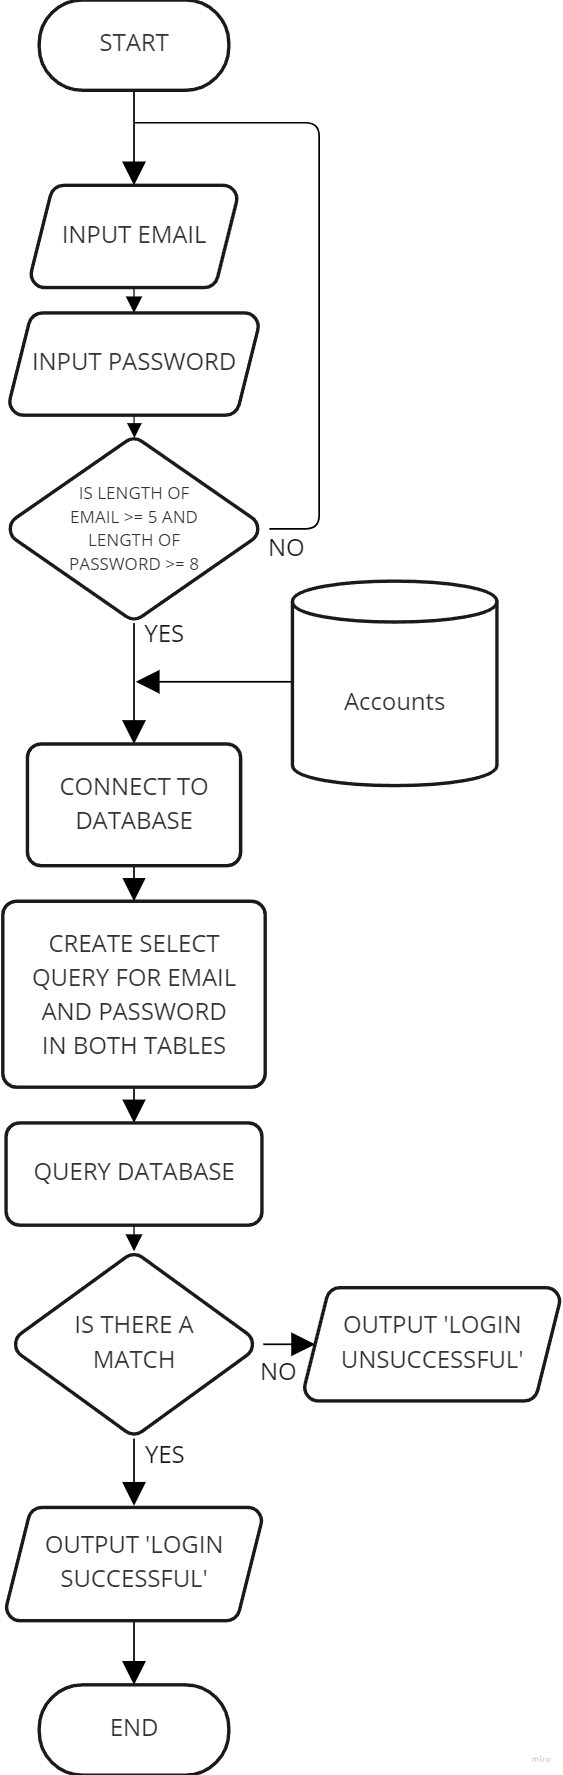 START
INPUT EMAIL
INPUT PASSWORD
IS LENGTH OF
EMAIL >= 5 AND
LENGTH OF
PASSWORD >= 8
NO
YES
Accounts
CONNECT TO
DATABASE
CREATE SELECT
QUERY FOR EMAIL
AND PASSWORD
IN BOTH TABLES
QUERY DATABASE
IS THERE A
MATCH
NO
OUTPUT 'LOGIN
UNSUCCESSFUL'
YES
OUTPUT 'LOGIN
SUCCESSFUL'
END
miro